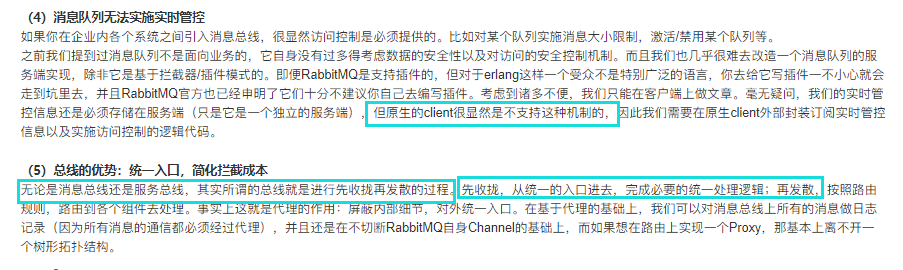 （4）消息队列无法实施实时管控
如果你在企业内各个系统之间引入消息总线，很显然访问控制是必须提供的。比如对某个队列实施消息大小限制，激活/禁用某个队列等。
之前我们提到过消息队列不是面向业务的，它自身没有过多得考虑数据的安全性以及对访问的安全控制机制。而且我们也几乎很难去改造一个消息队列的服
务端实现，除非它是基于拦截器/插件模式的。即便RabbitMQ是支持插件的，但对于erlang这样一个受众不是特别广泛的语言，你去给它写插件一不小心就会
走到坑里去，并且RabbitMQ官方也已经申明了它们十分不建议你自己去编写插件。考虑到诸多不便，我们只能在客户端上做文章。毫无疑问，我们的实时管
控信息还是必须存储在服务端（只是它是一个独立的服务端），但原生的client很显然是不支持这种机制的，因此我们需要在原生client外部封装订阅实时管控
信息以及实施访问控制的逻辑代码。
（5）总线的优势：统一入口，简化拦截成本
无论是消息总线还是服务总线，其实所谓的总线就是进行先收拢再发散的过程。先收拢，从统一的入口进去，完成必要的统一处理逻辑；再发散，按照路由
规则，路由到各个组件去处理。事实上这就是代理的作用：屏蔽内部细节，对外统一入口。在基于代理的基础上，我们可以对消息总线上所有的消息做日志
记录（因为所有消息的通信都必须经过代理），并且还是在不切断RabbitMQ自身Channel的基础上，而如果想在路由上实现一个Proxy，那基本上离不开一
个树形拓扑结构。